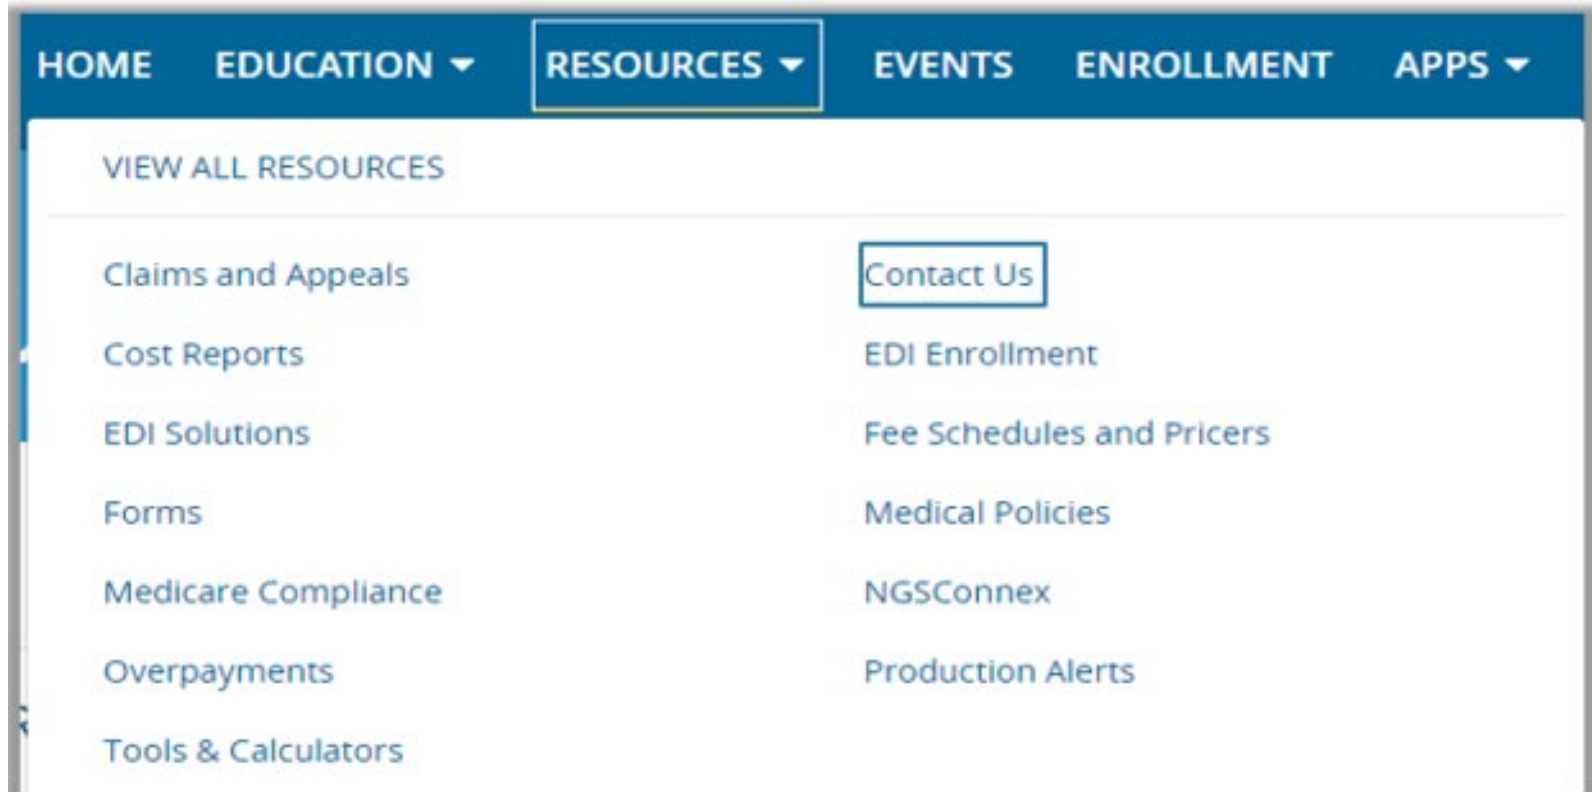 HOME EDUCATION RESOURCES EVENTS ENROLLMENT APPS
VIEW ALL RESOURCES
Claims and Appeals
Cost Reports
EDI Solutions
Forms
Medicare Compliance
Overpayments
Tools & Calculators
Contact Us
EDI Enrollment
Fee Schedules and Pricers
Medical Policies
NGSConnex
Production Alerts